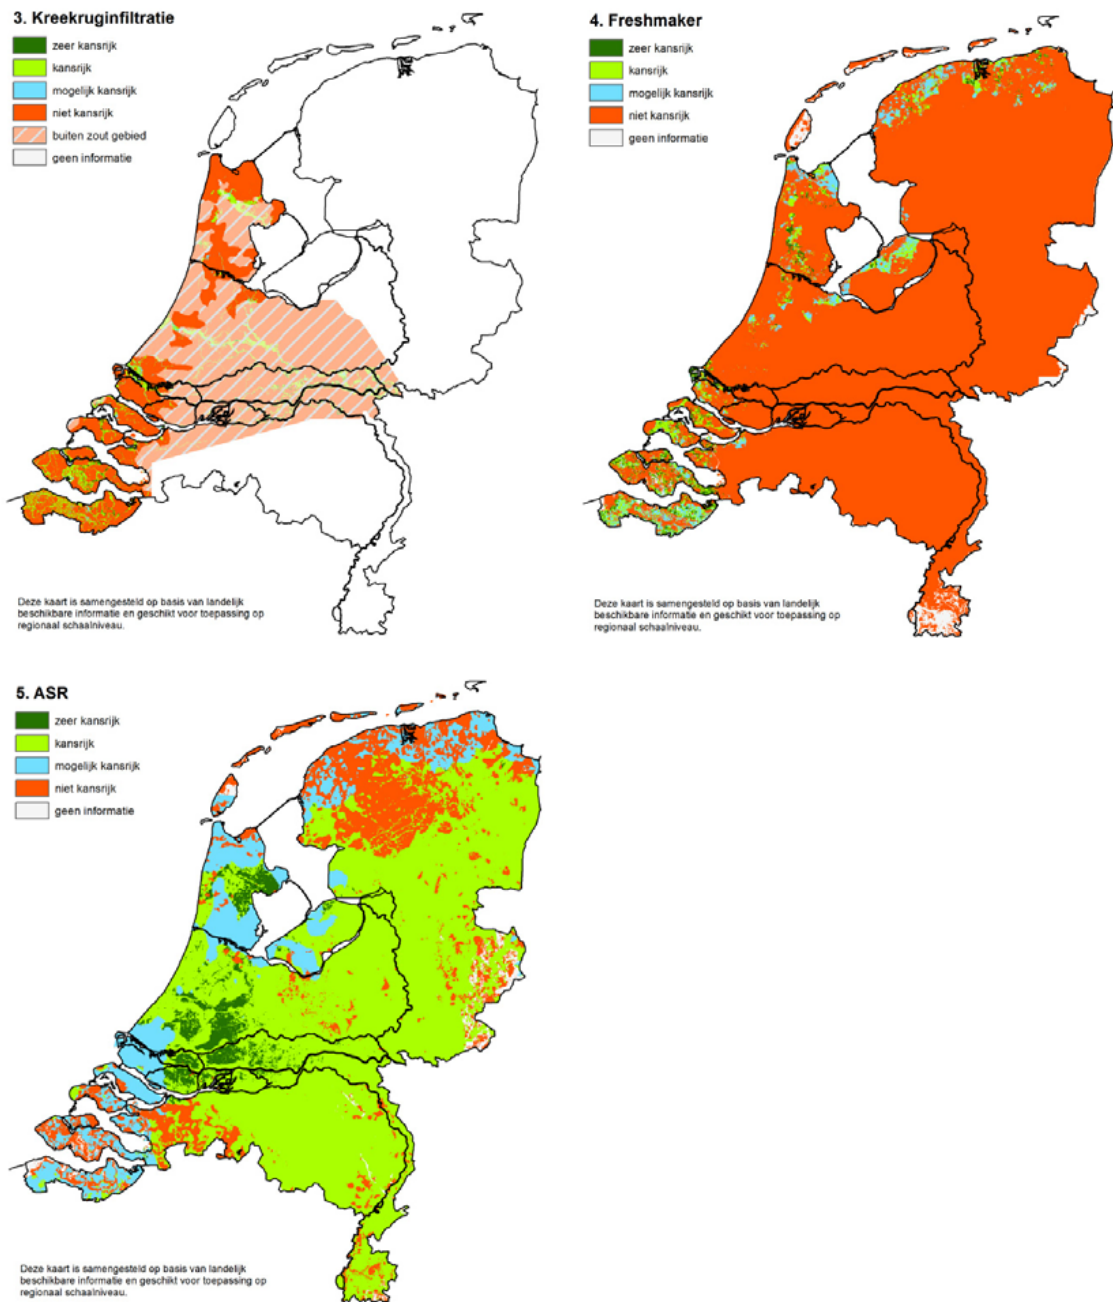 3. Kreekruginfiltratie
zeer kansrijk
kansrijk
mogelijk kansrijk
niet kansrijk
buiten zout gebied
geen informatie
Deze kaart is samengesteld op basis van landelijk
beschikbare informatie en geschikt voor toepassing op
regionaal schaalniveau.
4. Freshmaker
zeer kansrijk
kansrijk
mogelijk kansrijk
niet kansrijk
geen informatie
Deze kaart is samengesteld op basis van landelijk
beschikbare informatie en geschikt voor toepassing op
regionaal schaalniveau.
5. ASR
zeer kansrijk
kansrijk
mogelijk kansrijk
niet kansrijk
geen informatie
Deze kaart is samengesteld op basis van landelijk
beschikbare informatie en geschikt voor toepassing op
regionaal schaalniveau.